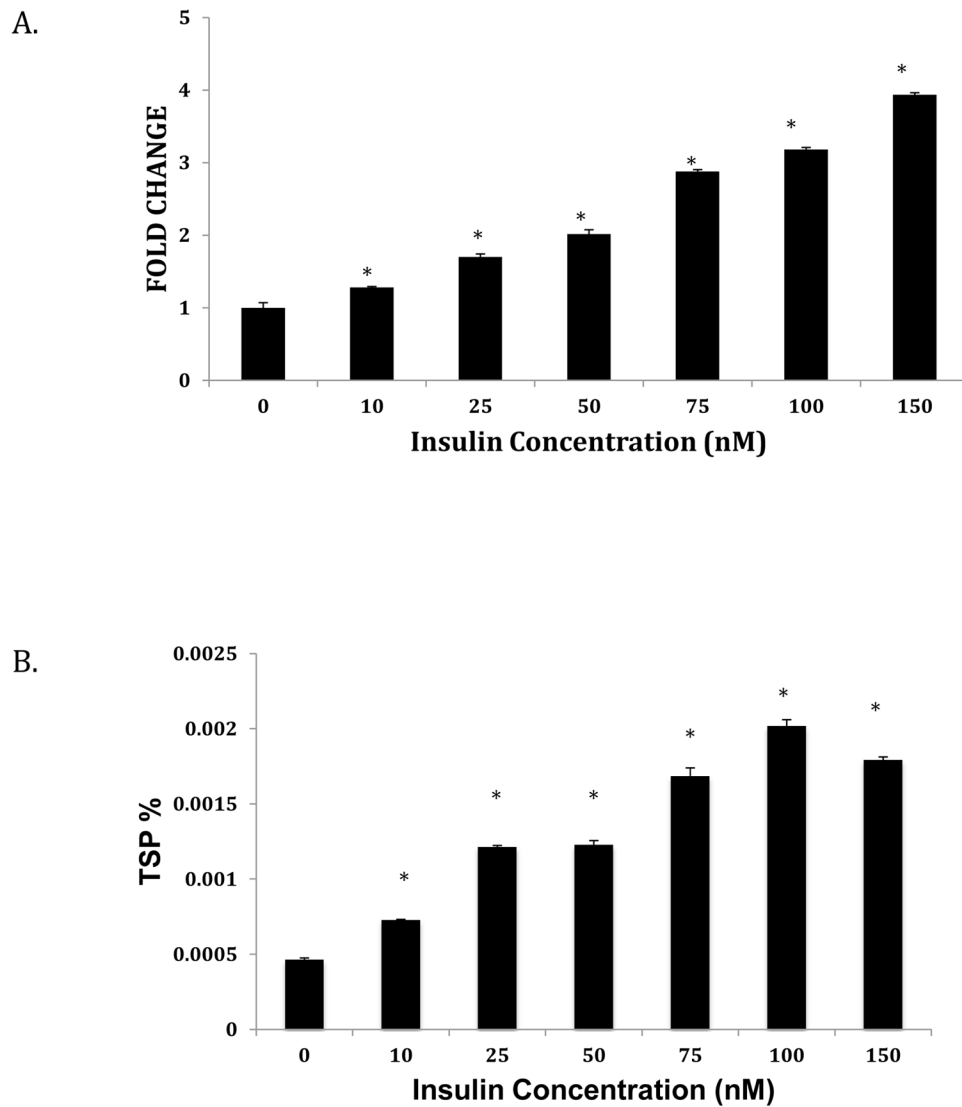 A.
5
4
3
2
1
0
FOLD CHANGE
* * * * * *
0 10 25 50 75 100 150
Insulin Concentration (nM)
B.
0.0025
0.002
0.0015
0.001
0.0005
0
TSP %
* * * * * *
0 10 25 50 75 100 150
Insulin Concentration (nM)